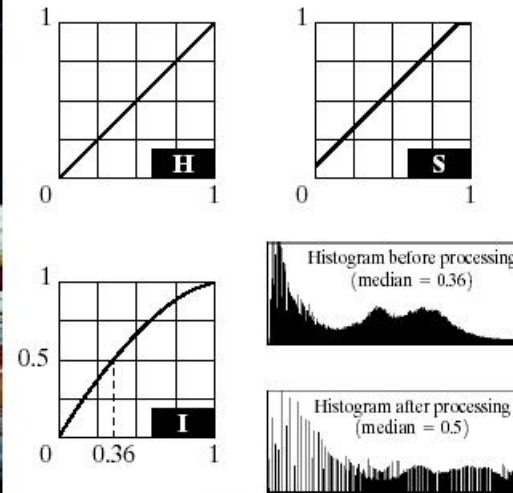 1
H
0
1
1
S
0
1
1
0.5
I
0
0.36
1
Histogram before processing
(median = 0.36)
Histogram after processing
(median = 0.5)